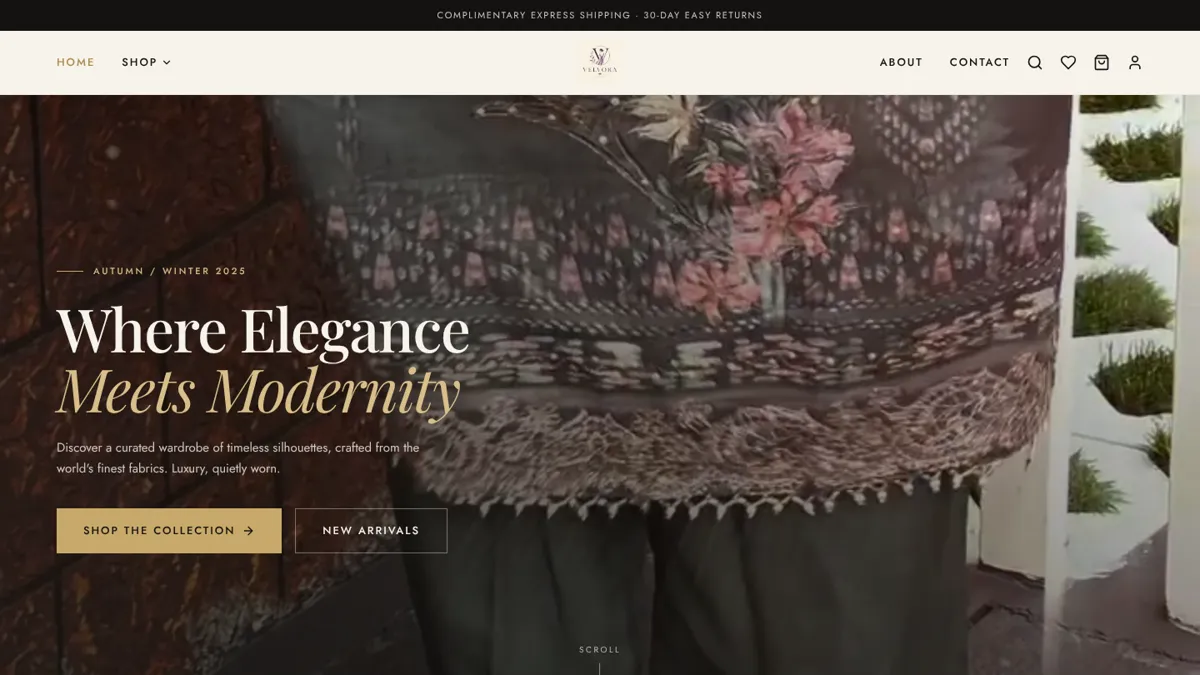 COMPLIMENTARY EXPRESS SHIPPING · 30-DAY EASY RETURNS
HOME SHOP VELVORA ABOUT CONTACT
AUTUMN / WINTER 2025
Where Elegance
Meets Modernity
Discover a curated wardrobe of timeless silhouettes, crafted from the
world's finest fabrics. Luxury, quietly worn.
SHOP THE COLLECTION → NEW ARRIVALS
SCROLL